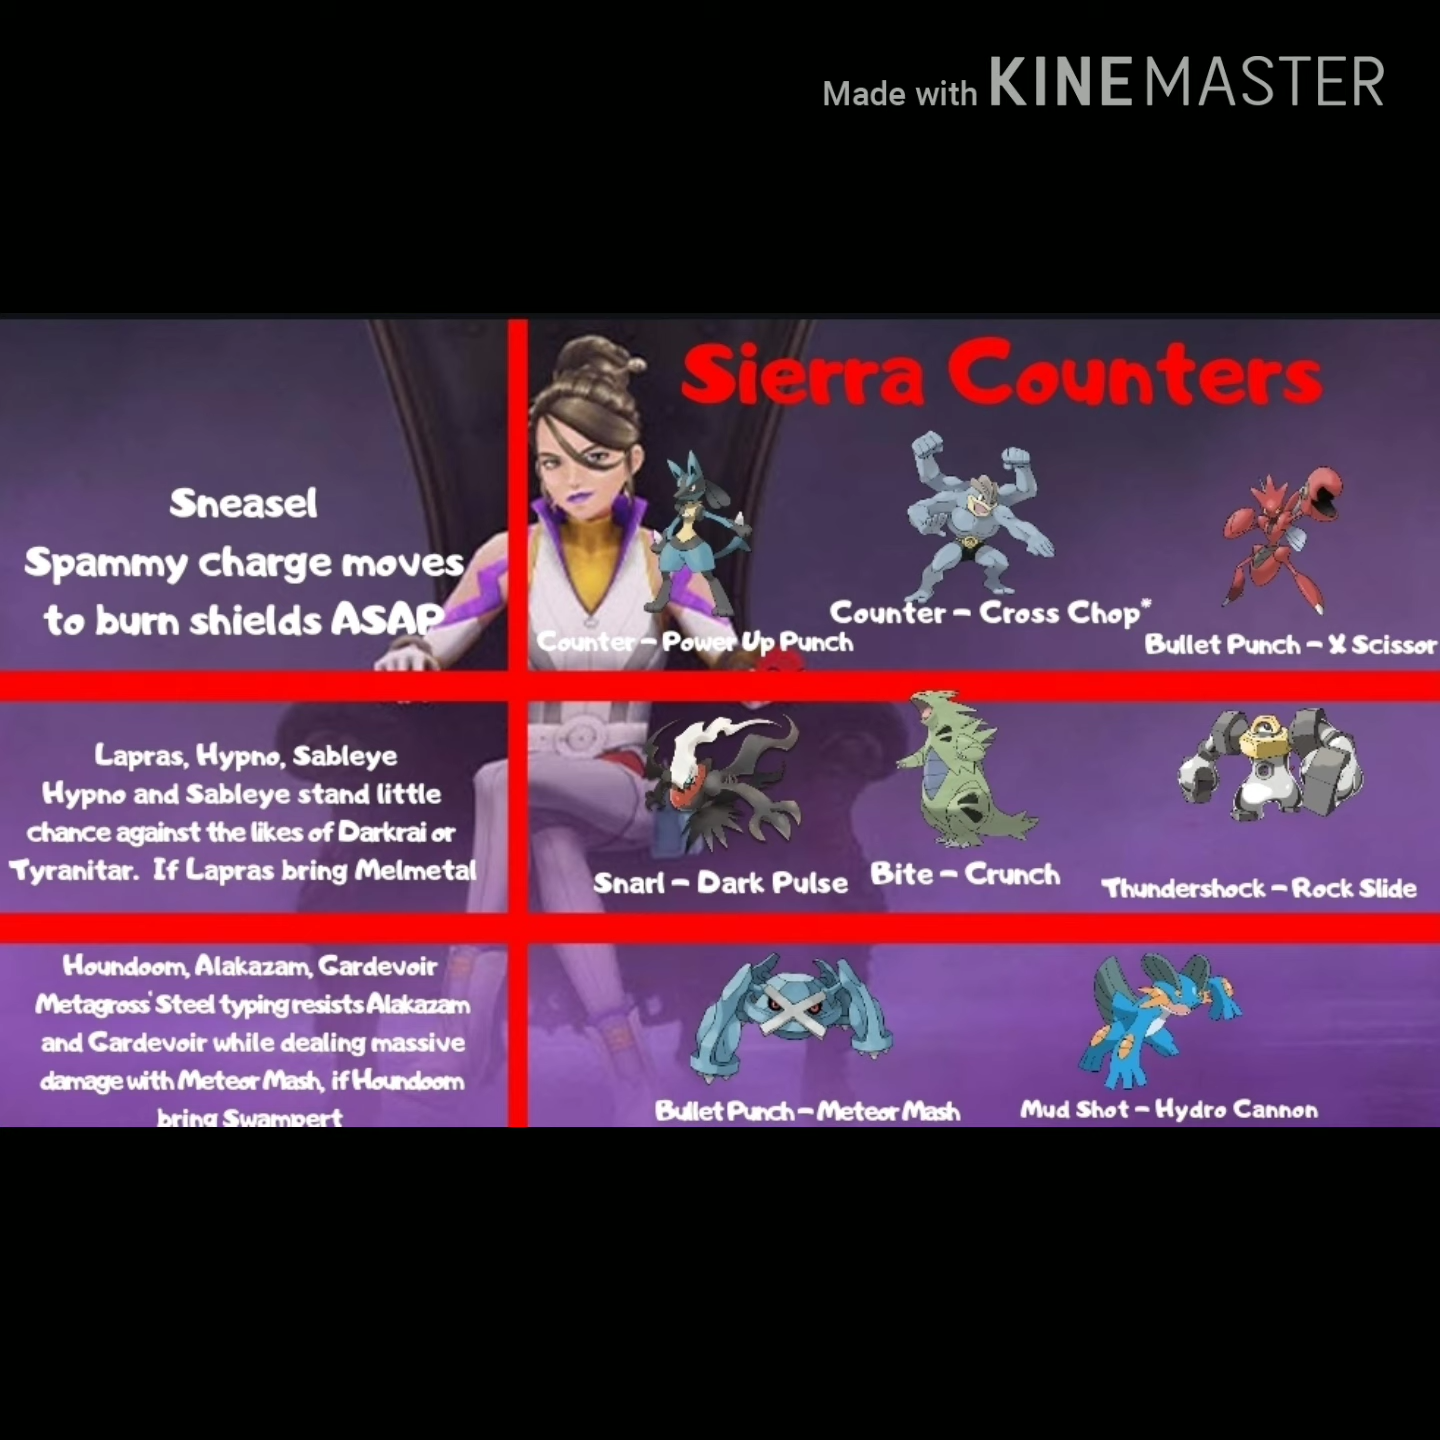 Made with KINEMASTER
Sierra Counters
Sneasel
Spammy charge moves
to burn shields ASAP
Counter - Power Up Punch
Counter - Cross Chop*
Bullet Punch - X Scissor
Lapras, Hypno, Sableye
Hypno and Sableye stand little
chance against the likes of Darkrai or
Tyranitar. If Lapras bring Melmetal
Snarl - Dark Pulse
Bite - Crunch
Thundershock - Rock Slide
Houndoom, Alakazam, Gardevoir
Metagross' Steel typing resists Alakazam
and Gardevoir while dealing massive
damage with Meteor Mash, if Houndoom
bring Swampert
Bullet Punch - Meteor Mash
Mud Shot - Hydro Cannon